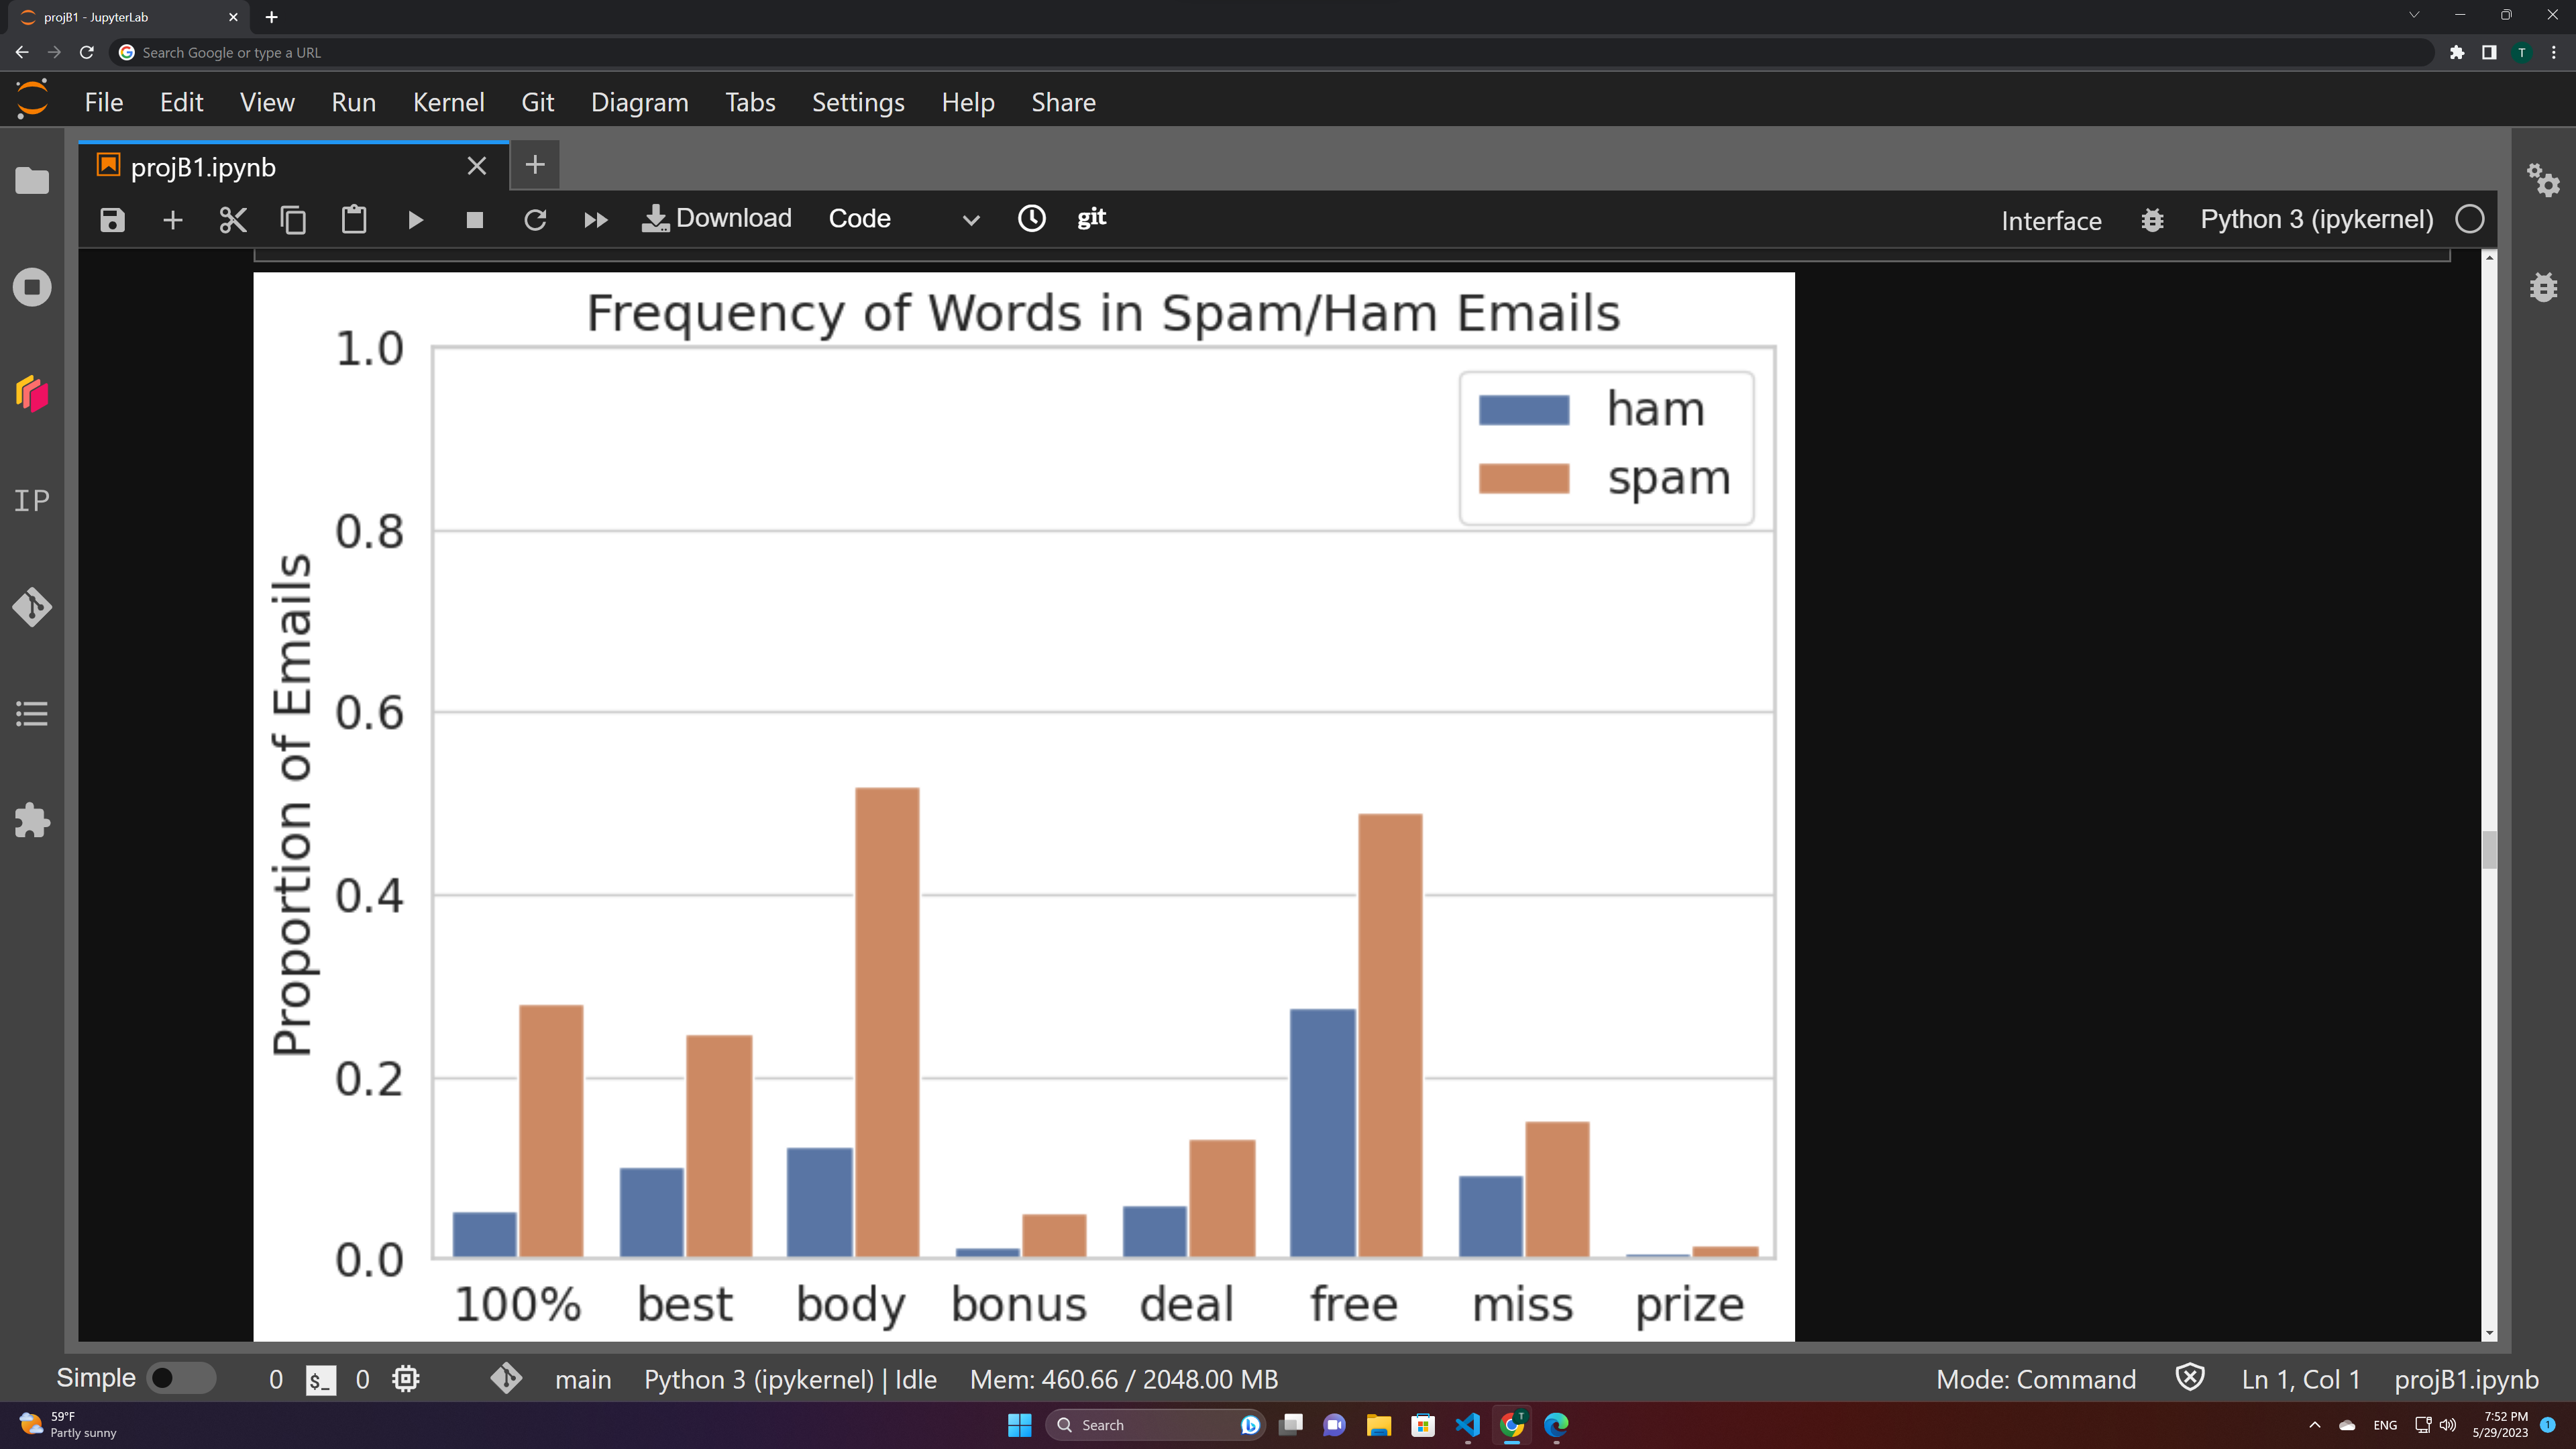 projB1 - JupyterLab
Search Google or type a URL
T
File Edit View Run Kernel Git Diagram Tabs Settings Help Share
projB1.ipynb
Download Code git Interface Python 3 (ipykernel)
IP
Frequency of Words in Spam/Ham Emails
1.0
ham
spam
0.8
0.6
0.4
0.2
0.0
Proportion of Emails
100% best body bonus deal free miss prize
Simple 0 $_ 0 main Python 3 (ipykernel) | Idle Mem: 460.66 / 2048.00 MB Mode: Command Ln 1, Col 1 projB1.ipynb
59°F
Partly sunny
Search
T
ENG
7:52 PM
5/29/2023
1